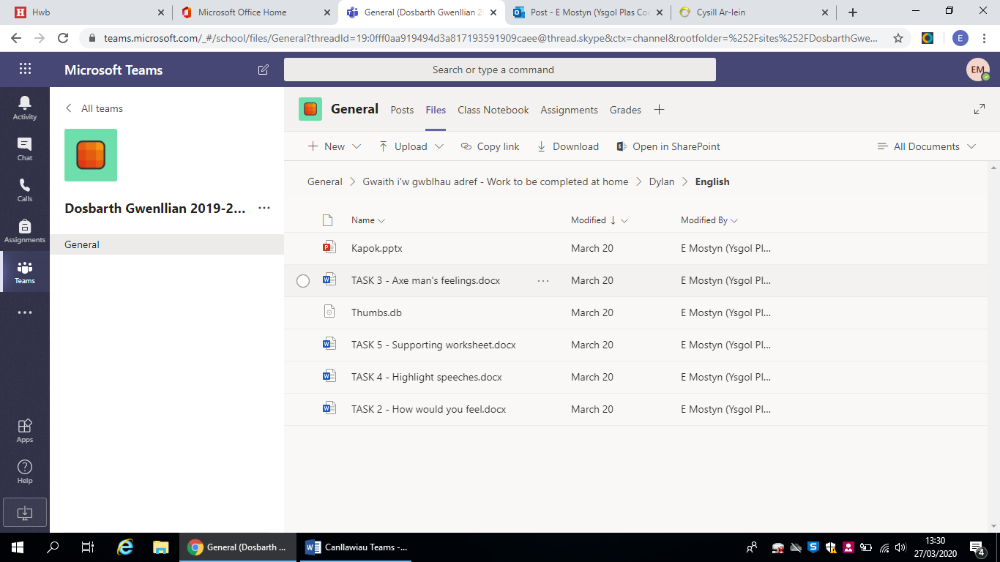 Hwb
Microsoft Office Home
General (Dosbarth Gwenllian 2
Post - E Mostyn (Ysgol Plas Co
Cysill Ar-lein
teams.microsoft.com/_#/school/files/General?threadId=19:0fff0aa919494d3a817193591909caee@thread.skype&ctx=channel&rootfolder=%252Fsites%252FDosbarthGwe...
E
Microsoft Teams
Search or type a command
EM
Activity
Chat
Calls
Assignments
Teams
Apps
Help
All teams
Dosbarth Gwenllian 2019-2...
General
General Posts Files Class Notebook Assignments Grades
New Upload Copy link Download Open in SharePoint All Documents
General > Gwaith i'w gwblhau adref - Work to be completed at home > Dylan > English
Name Modified Modified By
Kapok.pptx March 20 E Mostyn (Ysgol Pl...
TASK 3 - Axe man's feelings.docx ... March 20 E Mostyn (Ysgol Pl...
Thumbs.db March 20 E Mostyn (Ysgol Pl...
TASK 5 - Supporting worksheet.docx March 20 E Mostyn (Ysgol Pl...
TASK 4 - Highlight speeches.docx March 20 E Mostyn (Ysgol Pl...
TASK 2 - How would you feel.docx March 20 E Mostyn (Ysgol Pl...
General (Dosbarth ...
Canllawiau Teams -...
13:30
27/03/2020
4